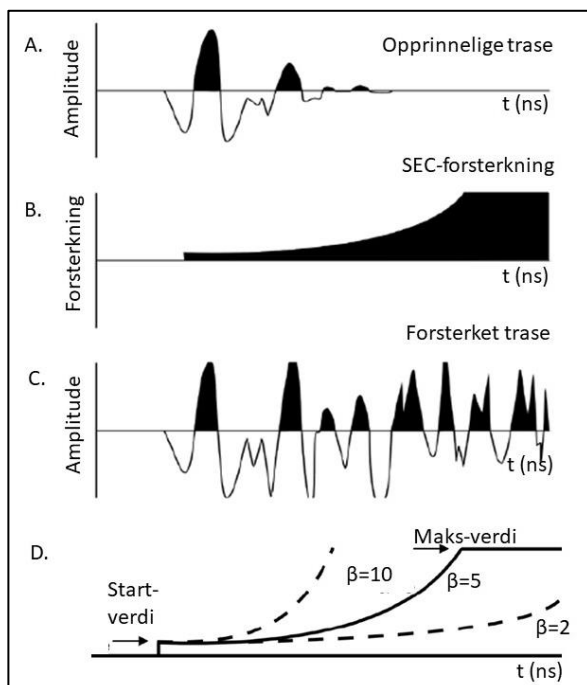 A.
Opprinnelige trase
Amplitude
t (ns)
SEC-forsterkning
B.
Forsterkning
t (ns)
Forsterket trase
C.
Amplitude
t (ns)
D.
Maks-verdi
Start-
verdi
β=10
β=5
β=2
t (ns)